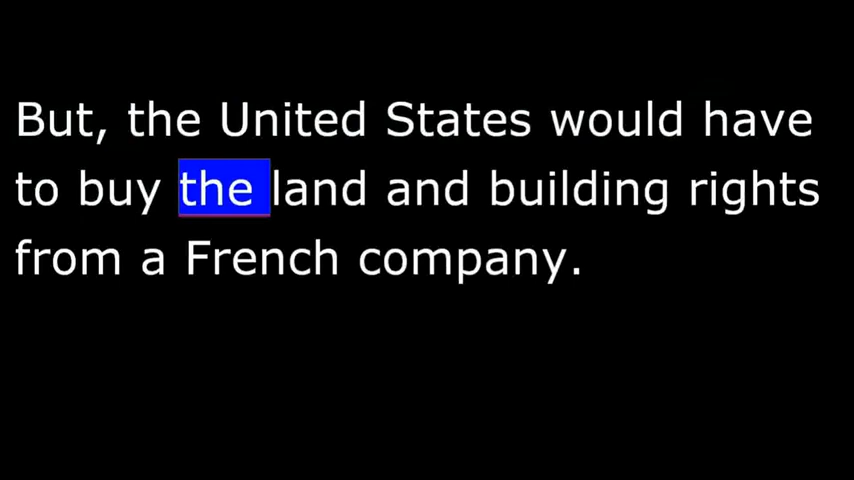 But, the United States would have
to buy the land and building rights
from a French company.